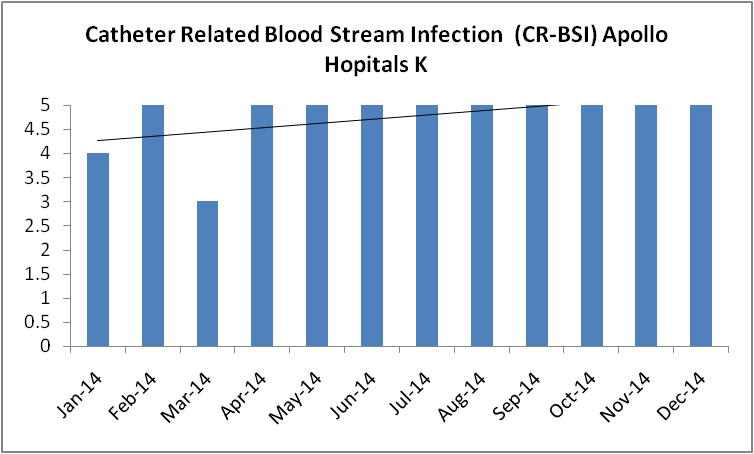 Catheter Related Blood Stream Infection (CR-BSI) Apollo
Hopitals K
5
4.5
4
3.5
3
2.5
2
1.5
1
0.5
0
Jan-14
Feb-14
Mar-14
Apr-14
May-14
Jun-14
Jul-14
Aug-14
Sep-14
Oct-14
Nov-14
Dec-14